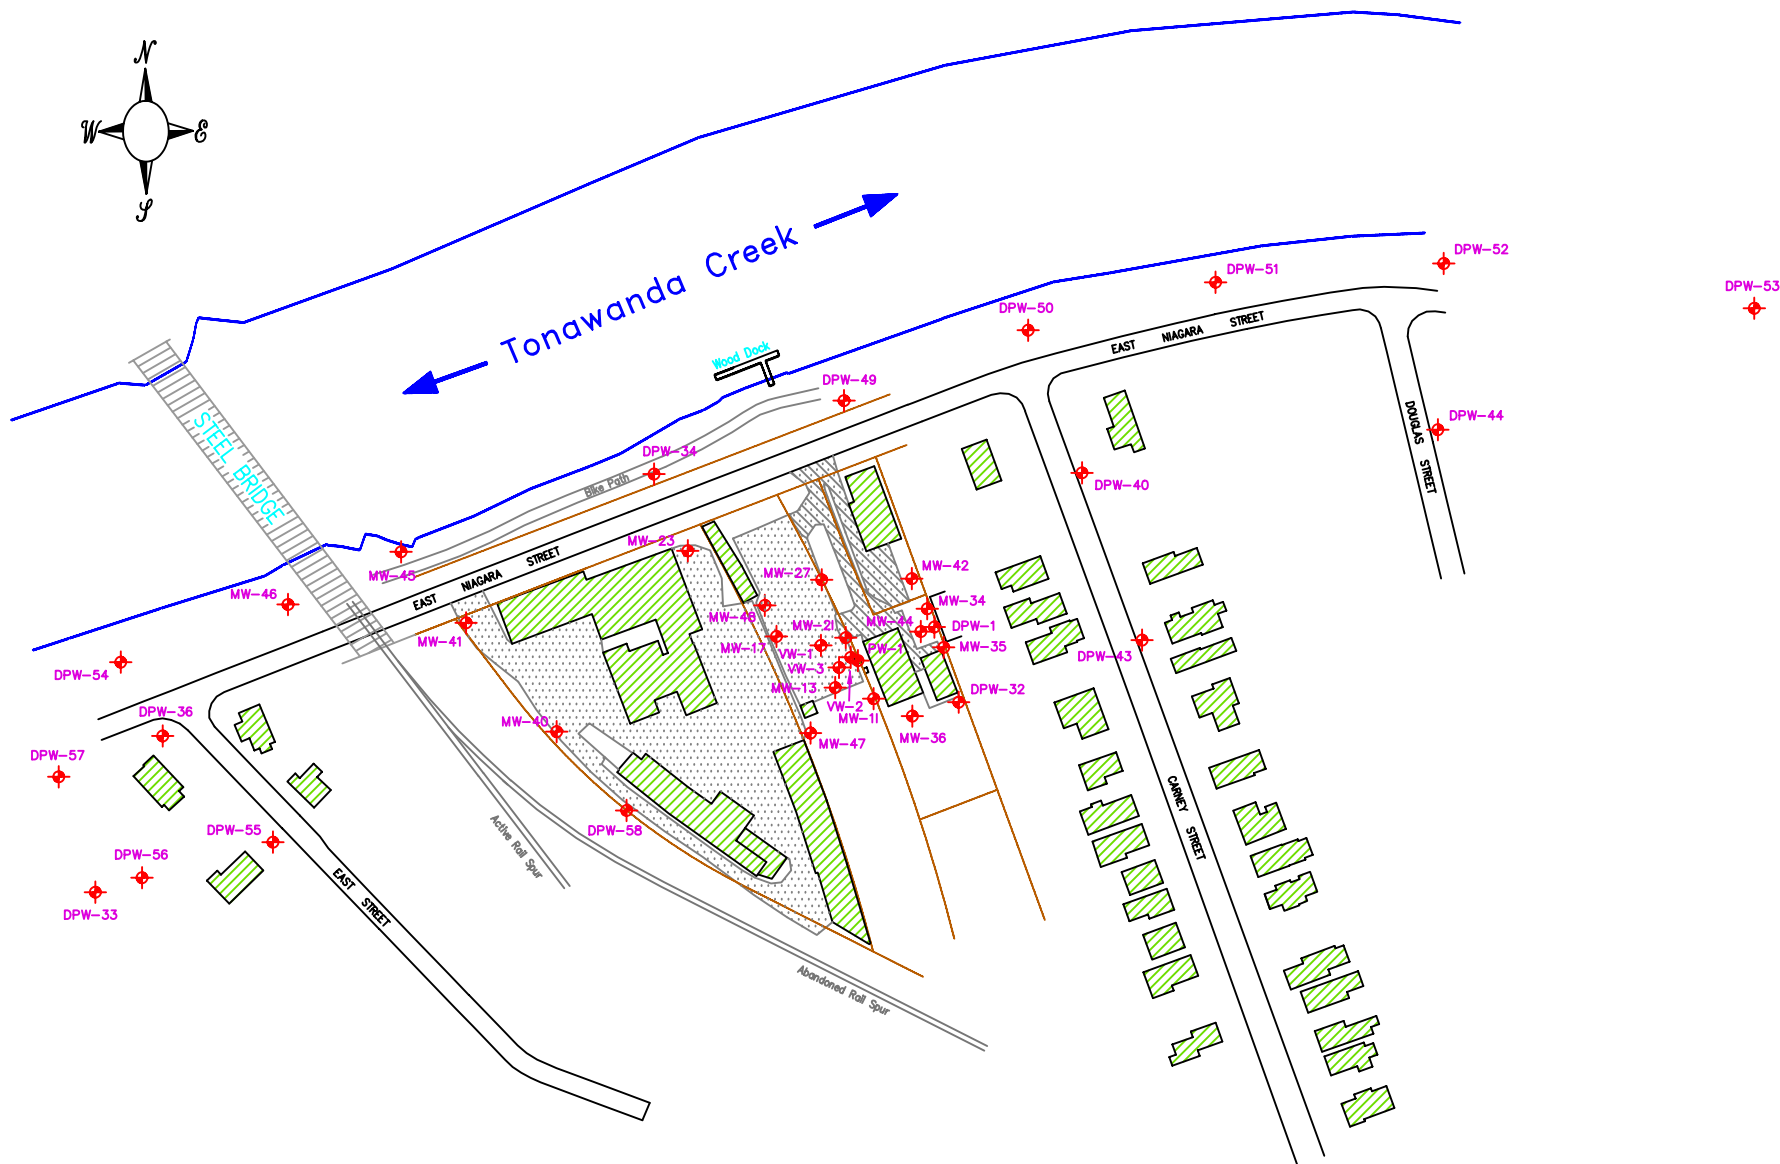 N
W
E
S
Tonawanda Creek
DPW-52
DPW-51
DPW-53
DPW-50
EAST NIAGARA STREET
Wood Dock
DPW-49
DOUGLAS STREET
DPW-44
STEEL BRIDGE
DPW-34
Bike Path
DPW-40
MW-23
EAST NIAGARA STREET
MW-45
MW-27
MW-42
MW-46
MW-34
MW-48
MW-44
DPW-1
MW-41
MW-21
MW-17
VW-1
PW-1
MW-35
DPW-43
VW-3
DPW-54
MW-13
DPW-32
VW-2
DPW-36
MW-11
MW-40
MW-36
MW-47
DPW-57
CARNEY STREET
DPW-55
DPW-58
Active Rail Spur
DPW-56
EAST STREET
DPW-33
Abandoned Rail Spur